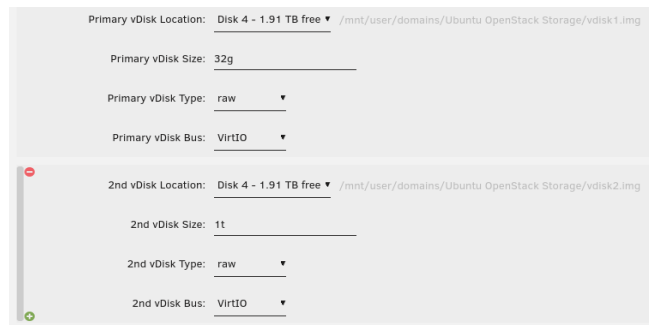 Primary vDisk Location: Disk 4 - 1.91 TB free /mnt/user/domains/Ubuntu OpenStack Storage/vdisk1.img
Primary vDisk Size: 32g
Primary vDisk Type: raw
Primary vDisk Bus: VirtIO
2nd vDisk Location: Disk 4 - 1.91 TB free /mnt/user/domains/Ubuntu OpenStack Storage/vdisk2.img
2nd vDisk Size: 1t
2nd vDisk Type: raw
2nd vDisk Bus: VirtIO